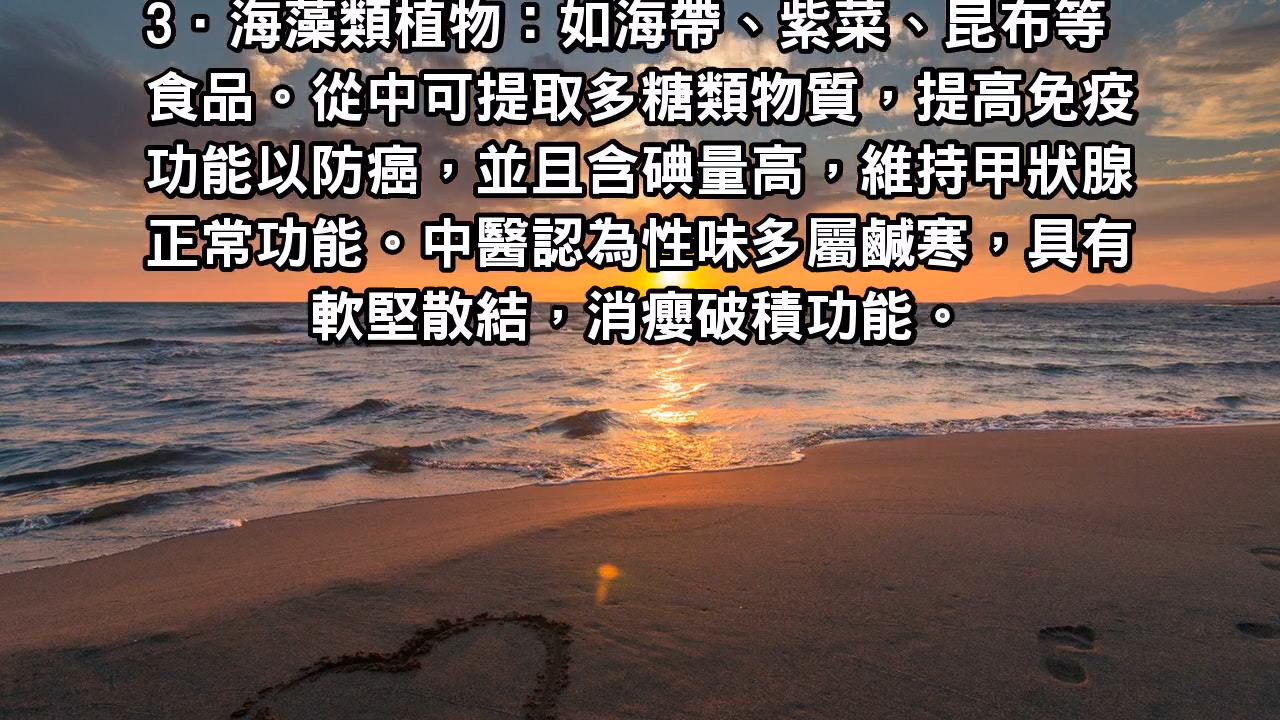 3．海藻類植物：如海帶、紫菜、昆布等
食品。從中可提取多糖類物質，提高免疫
功能以防癌，並且含碘量高，維持甲狀腺
正常功能。中醫認為性味多屬鹹寒，具有
軟堅散結，消癭破積功能。